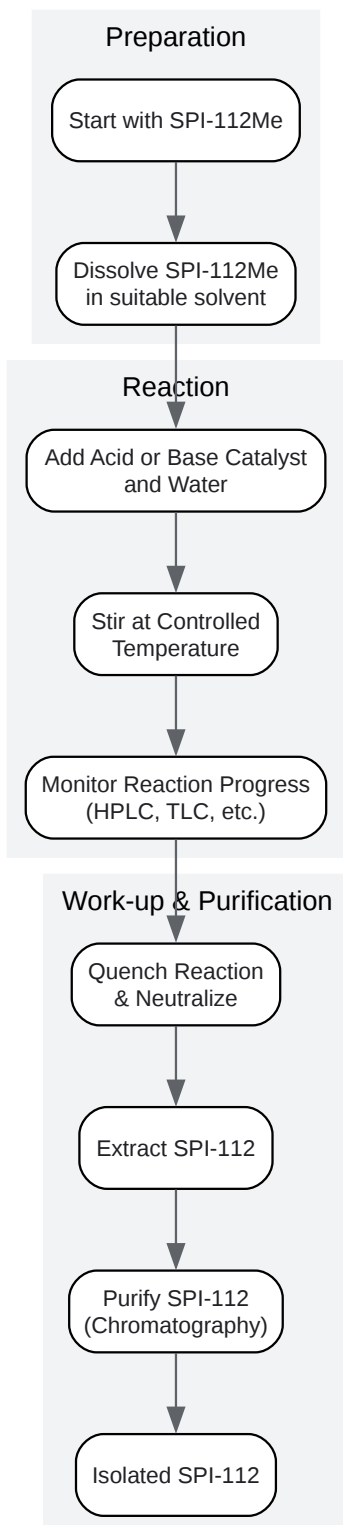 Preparation
Start with SPI-112Me
Dissolve SPI-112Me
in suitable solvent
Reaction
Add Acid or Base Catalyst
and Water
Stir at Controlled
Temperature
Monitor Reaction Progress
(HPLC, TLC, etc.)
Work-up & Purification
Quench Reaction
& Neutralize
Extract SPI-112
Purify SPI-112
(Chromatography)
Isolated SPI-112